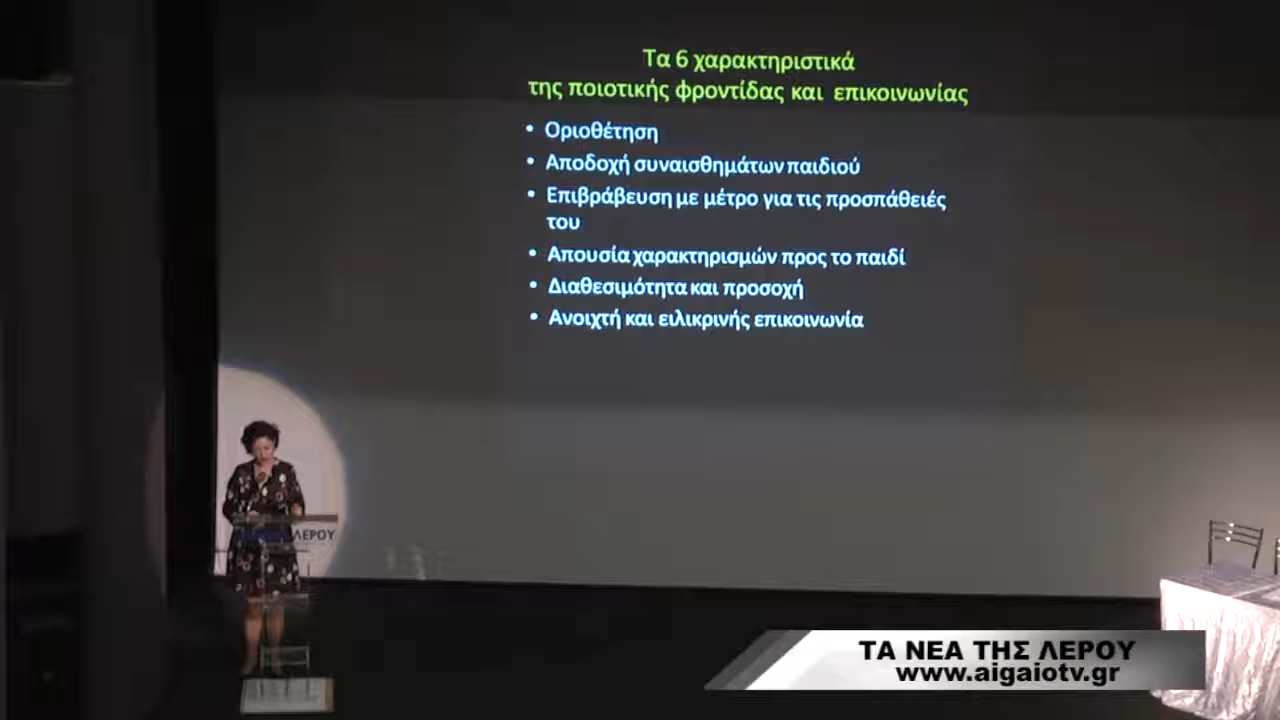 Τα 6 χαρακτηριστικά
της ποιοτικής φροντίδας και επικοινωνίας
• Οριοθέτηση
• Αποδοχή συναισθημάτων παιδιού
• Επιβράβευση με μέτρο για τις προσπάθειές
του
• Απουσία χαρακτηρισμών προς το παιδί
• Διαθεσιμότητα και προσοχή
• Ανοιχτή και ειλικρινής επικοινωνία
ΛΕΡΟΥ
ΤΑ ΝΕΑ ΤΗΣ ΛΕΡΟΥ
www.aigaiotv.gr